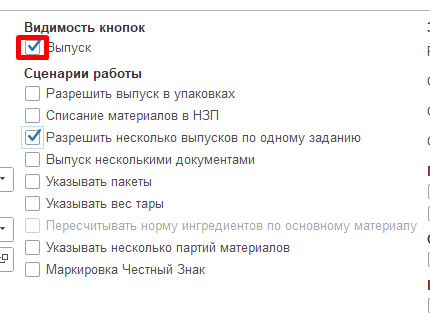 Видимость кнопок
Выпуск
Сценарии работы
Разрешить выпуск в упаковках
Списание материалов в НЗП
Разрешить несколько выпусков по одному заданию
Выпуск несколькими документами
Указывать пакеты
Указывать вес тары
Пересчитывать норму ингредиентов по основному материалу
Указывать несколько партий материалов
Маркировка Честный Знак